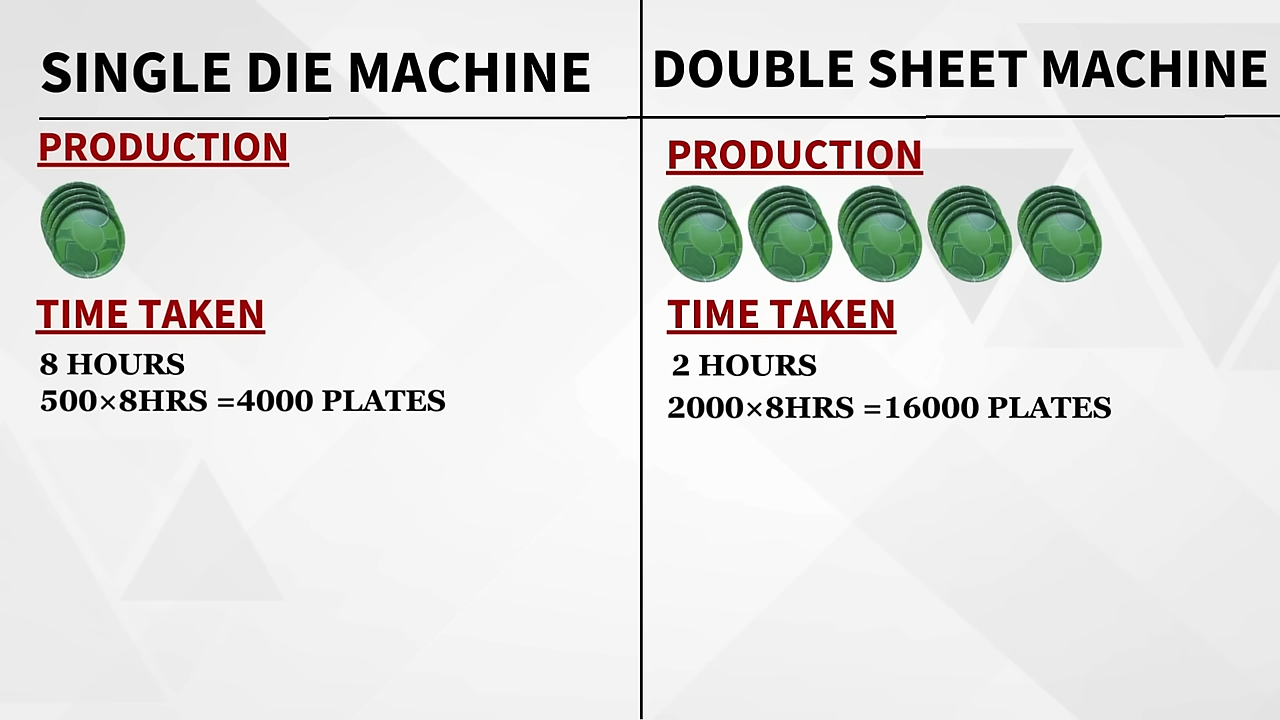 SINGLE DIE MACHINE
PRODUCTION
TIME TAKEN
8 HOURS
500×8HRS =4000 PLATES
DOUBLE SHEET MACHINE
PRODUCTION
TIME TAKEN
2 HOURS
2000×8HRS =16000 PLATES